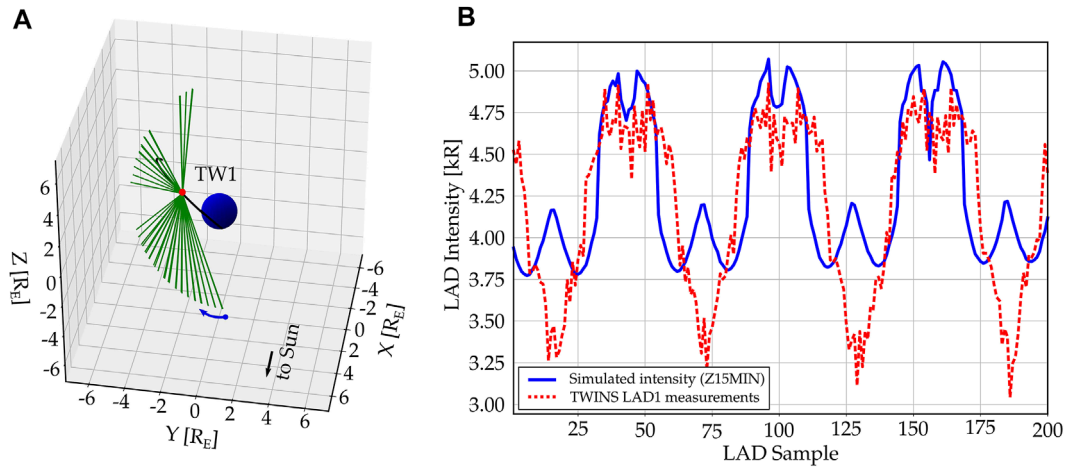 A
TW1
6
4
2
0
-2
-4
-6
Z [R_E]
-6
-4
-2
0
2
4
6
Y [R_E]
-6
-4
-2
0
2
4
6
X [R_E]
to Sun
B
5.00
4.75
4.50
4.25
4.00
3.75
3.50
3.25
3.00
LAD Intensity [kR]
Simulated intensity (Z15MIN)
TWINS LAD1 measurements
25 50 75 100 125 150 175 200
LAD Sample